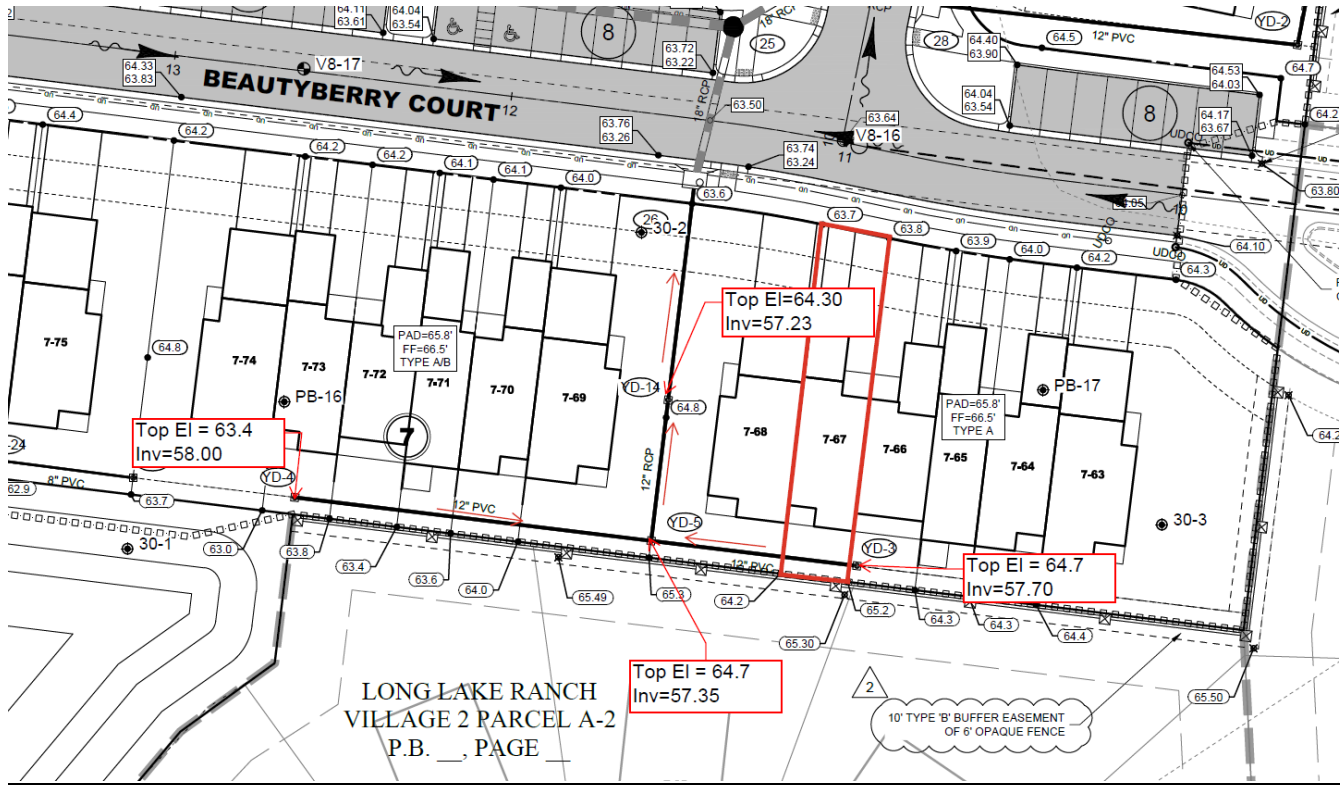 64.11
63.61
64.04
63.54
8
63.72
63.22
18" RCP
25
28
64.40
63.90
64.5
12" PVC
YD-2
64.7
64.33
63.83
13
V8-17
BEAUTYBERRY COURT
12
18" RCP
63.50
63.76
63.26
63.74
63.24
63.64
V8-16
11
64.04
63.54
8
64.53
64.03
64.17
63.67
64.2
UDCO
63.80
64.4
64.2
64.2
64.2
64.1
64.1
64.0
63.6
63.7
63.8
63.9
64.0
64.2
64.05
10
UDCO
UDCO
64.10
64.3
26
30-2
Top El=64.30
Inv=57.23
7-75
64.8
7-74
7-73
7-72
7-71
7-70
7-69
PAD=65.8'
FF=66.5'
TYPE A/B
PB-16
7
YD-14
64.8
12" RCP
7-68
7-67
7-66
7-65
7-64
7-63
PAD=65.8'
FF=66.5'
TYPE A
PB-17
64.2
Top El = 63.4
Inv=58.00
24
62.9
8" PVC
63.7
YD-4
12" PVC
YD-5
12" PVC
YD-3
30-3
Top El = 64.7
Inv=57.70
30-1
63.0
63.8
63.4
63.6
64.0
65.49
65.3
64.2
65.30
65.2
64.3
64.3
64.4
65.50
Top El = 64.7
Inv=57.35
LONG LAKE RANCH
VILLAGE 2 PARCEL A-2
P.B. __, PAGE __
2
10' TYPE 'B' BUFFER EASEMENT
OF 6' OPAQUE FENCE